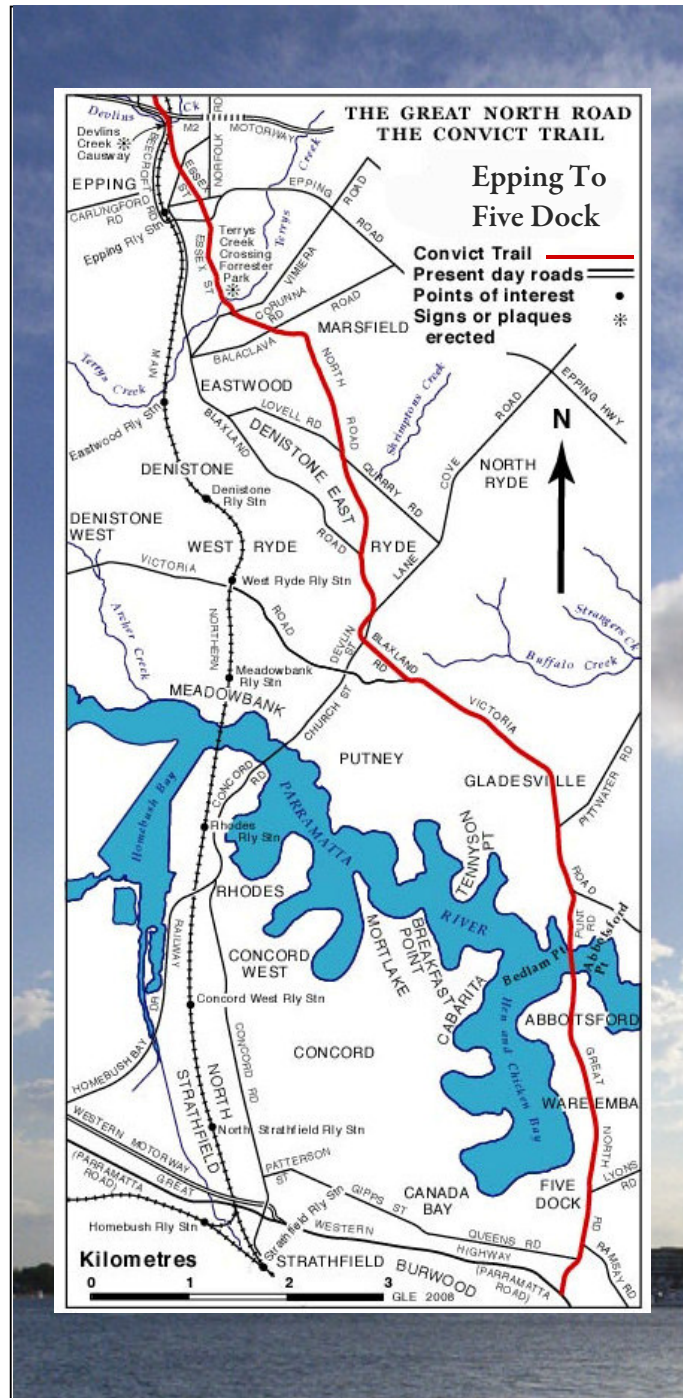 THE GREAT NORTH ROAD
THE CONVICT TRAIL
Epping To
Five Dock
Convict Trail
Present day roads
Points of interest
Signs or plaques
erected
Devlins
Ck
Devlins
Creek
Causway
M2
MOTORWAY
RD
NORFOLK
BEECROFT RD
ESSEX
ST
EPPING
CARLINGFORD
RD
Epping Rly Stn
Creek
Terrys
EPPING
ROAD
ROAD
VIMIERA
Terrys
Creek
Crossing
Forrester
Park
ESSEX ST
CORUNNA
RD
ROAD
BALACLAVA
MARSFIELD
Terrys Creek
MAIN
EASTWOOD
Eastwood Rly Stn
NORTH
ROAD
LOVELL RD
BLAXLAND
ROAD
DENISTONE EAST
Shrimptons Creek
QUARRY RD
COVE
ROAD
LANE
EPPING HWY
N
NORTH
RYDE
DENISTONE
Denistone
Rly Stn
DENISTONE
WEST
WEST RYDE
RYDE
VICTORIA
ROAD
West Ryde Rly Stn
Archer Creek
NORTHERN
DEVLIN
ST
BLAXLAND
RD
Strangers Ck
Buffalo Creek
Meadowbank
Rly Stn
MEADOWBANK
CHURCH ST
VICTORIA
ROAD
PUTNEY
GLADESVILLE
PITTWATER RD
CONCORD
RD
Homebush Bay
PARRAMATTA
RIVER
Rhodes
Rly Stn
RHODES
TENNYSON
PT
PUNT
RD
MORTLAKE
BREAKFAST
POINT
CABARITA
Bedlam Pt
Abbotsford
Pt
RAILWAY
CONCORD
WEST
Concord West Rly Stn
Hen and Chicken Bay
ABBOTSFORD
HOMEBUSH BAY
RD
CONCORD
CONCORD RD
GREAT
NORTH
RD
WAREEMBA
NORTH
STRATHFIELD
North Strathfield Rly Stn
WESTERN MOTORWAY
(PARRAMATTA
ROAD)
GREAT
WESTERN
HIGHWAY
(PARRAMATTA
ROAD)
PATTERSON
ST
GIPPS ST
CANADA
BAY
QUEENS RD
FIVE
DOCK
LYONS
RD
RAMSAY RD
Homebush Rly Stn
Strathfield Rly Stn
STRATHFIELD
BURWOOD
Kilometres
0 1 2 3
GLE 2008